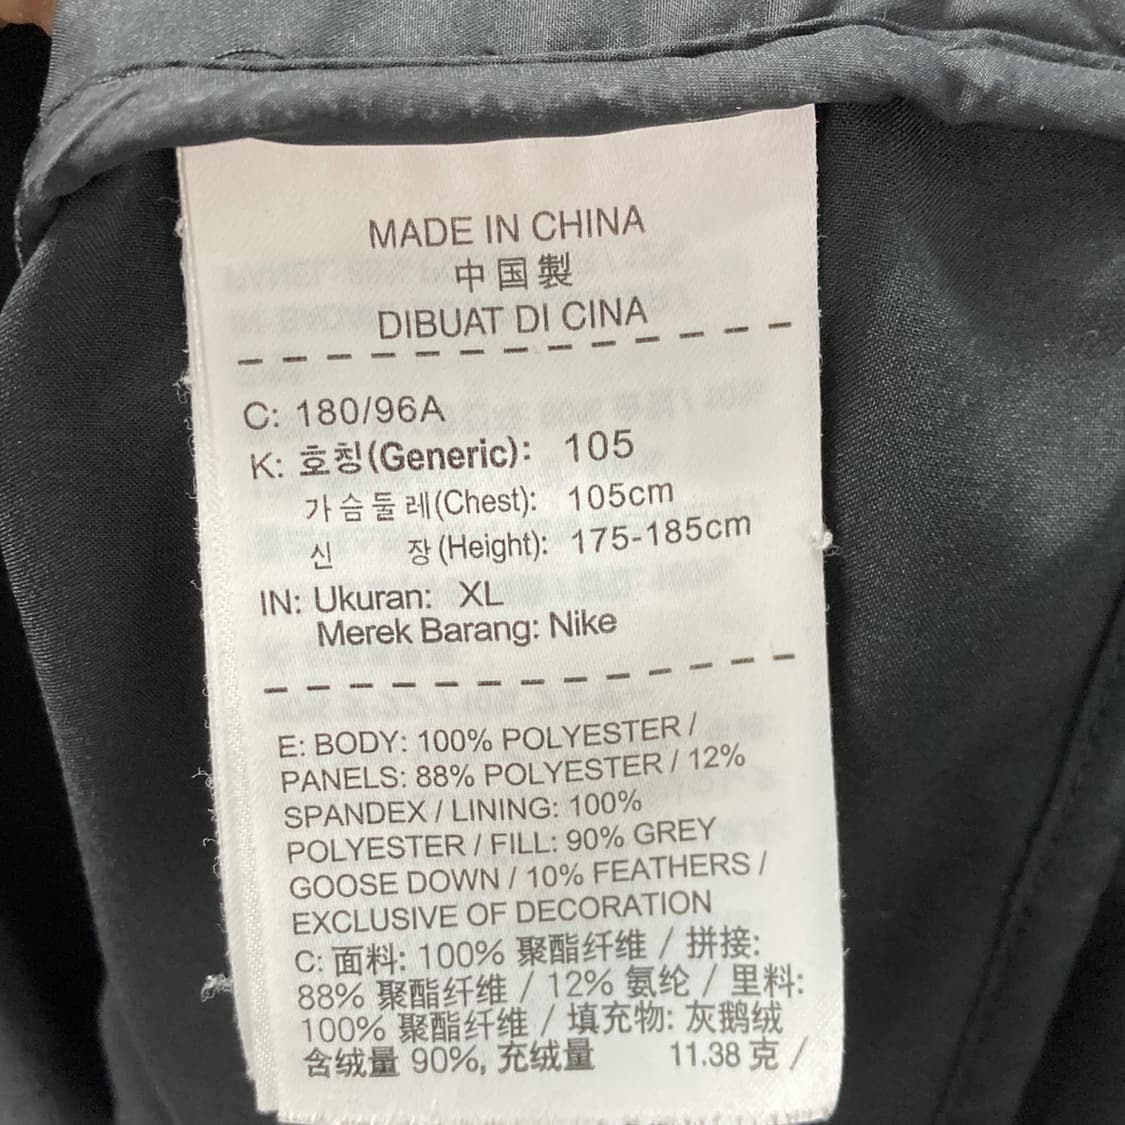 MADE IN CHINA
中国製
DIBUAT DI CINA
C: 180/96A
K: 호칭(Generic): 105
가슴둘레(Chest): 105cm
신 장(Height): 175-185cm
IN: Ukuran: XL
Merek Barang: Nike
E: BODY: 100% POLYESTER /
PANELS: 88% POLYESTER / 12%
SPANDEX / LINING: 100%
POLYESTER / FILL: 90% GREY
GOOSE DOWN / 10% FEATHERS /
EXCLUSIVE OF DECORATION
C: 面料: 100% 聚酯纤维 / 拼接:
88% 聚酯纤维 / 12% 氨纶 / 里料:
100% 聚酯纤维 / 填充物: 灰鹅绒
含绒量 90%, 充绒量 11.38 克 /